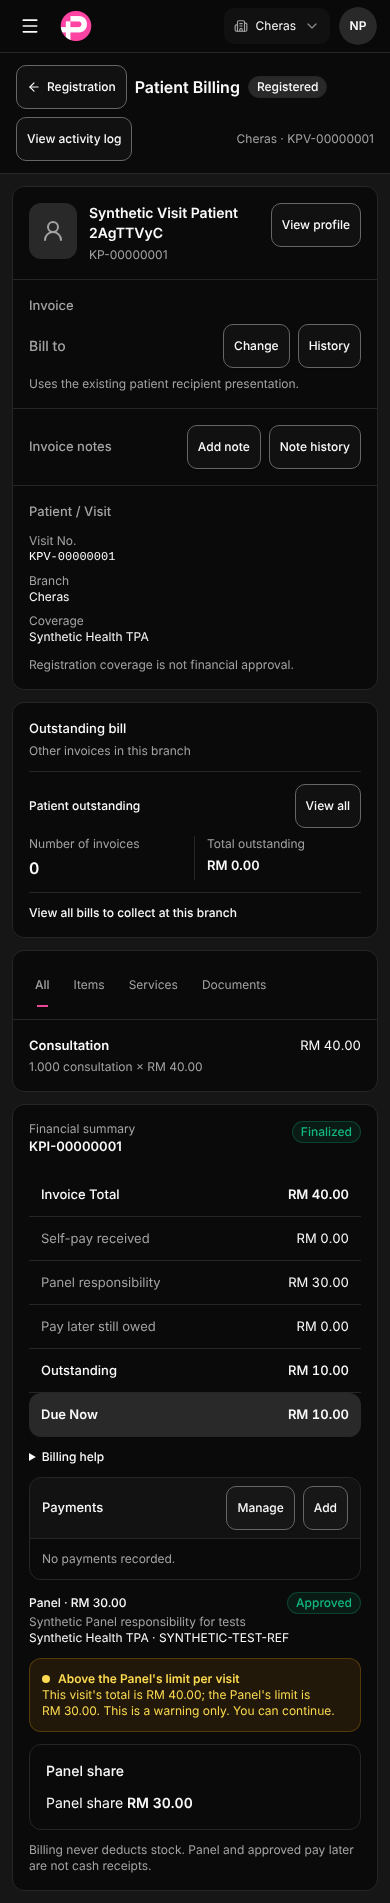 Cheras
NP
Registration
Patient Billing
Registered
View activity log
Cheras · KPV-00000001
Synthetic Visit Patient
2AgTTVyC
KP-00000001
View profile
Invoice
Bill to
Change
History
Uses the existing patient recipient presentation.
Invoice notes
Add note
Note history
Patient / Visit
Visit No.
KPV-00000001
Branch
Cheras
Coverage
Synthetic Health TPA
Registration coverage is not financial approval.
Outstanding bill
Other invoices in this branch
Patient outstanding
View all
Number of invoices
0
Total outstanding
RM 0.00
View all bills to collect at this branch
All
Items
Services
Documents
Consultation
RM 40.00
1.000 consultation × RM 40.00
Financial summary
KPI-00000001
Finalized
Invoice Total
RM 40.00
Self-pay received
RM 0.00
Panel responsibility
RM 30.00
Pay later still owed
RM 0.00
Outstanding
RM 10.00
Due Now
RM 10.00
Billing help
Payments
Manage
Add
No payments recorded.
Panel · RM 30.00
Approved
Synthetic Panel responsibility for tests
Synthetic Health TPA · SYNTHETIC-TEST-REF
Above the Panel's limit per visit
This visit's total is RM 40.00; the Panel's limit is
RM 30.00. This is a warning only. You can continue.
Panel share
Panel share RM 30.00
Billing never deducts stock. Panel and approved pay later
are not cash receipts.